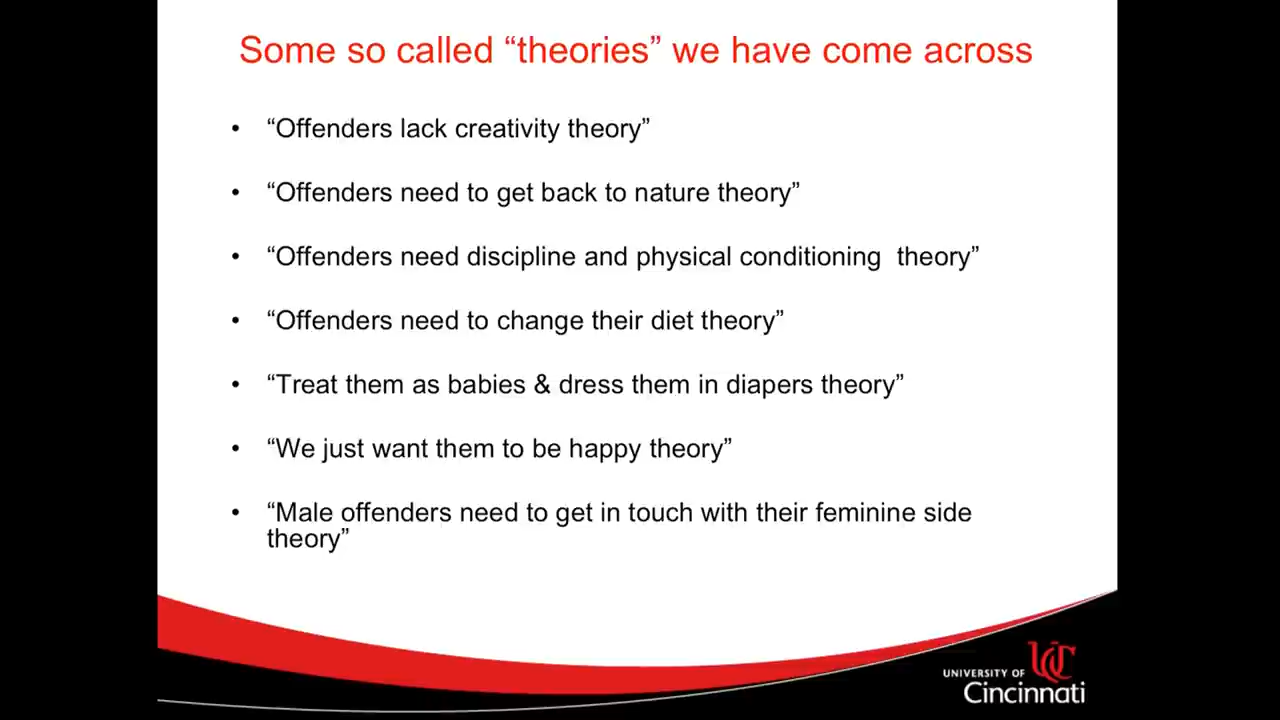 Some so called “theories” we have come across
• “Offenders lack creativity theory”
• “Offenders need to get back to nature theory”
• “Offenders need discipline and physical conditioning  theory”
• “Offenders need to change their diet theory”
• “Treat them as babies & dress them in diapers theory”
• “We just want them to be happy theory”
• “Male offenders need to get in touch with their feminine side
theory”
UC
UNIVERSITY OF
Cincinnati